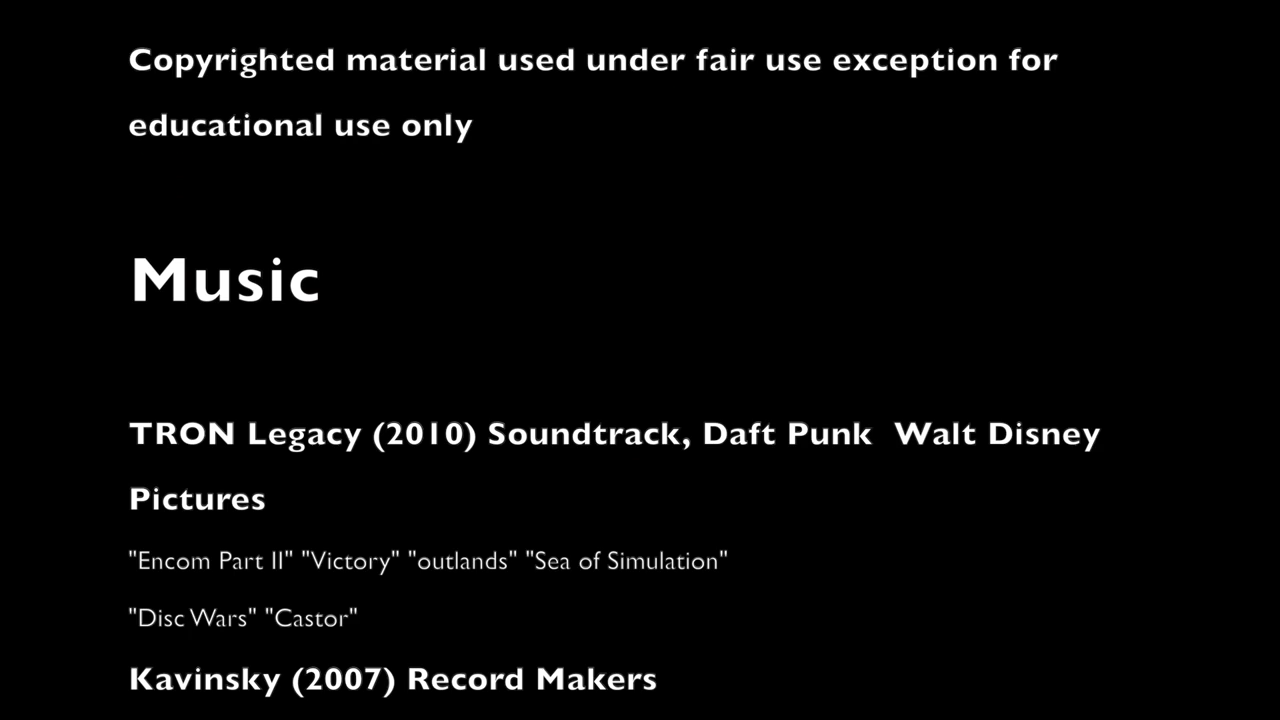 Copyrighted material used under fair use exception for
educational use only
Music
TRON Legacy (2010) Soundtrack, Daft Punk  Walt Disney
Pictures
"Encom Part II" "Victory" "outlands" "Sea of Simulation"
"Disc Wars" "Castor"
Kavinsky (2007) Record Makers